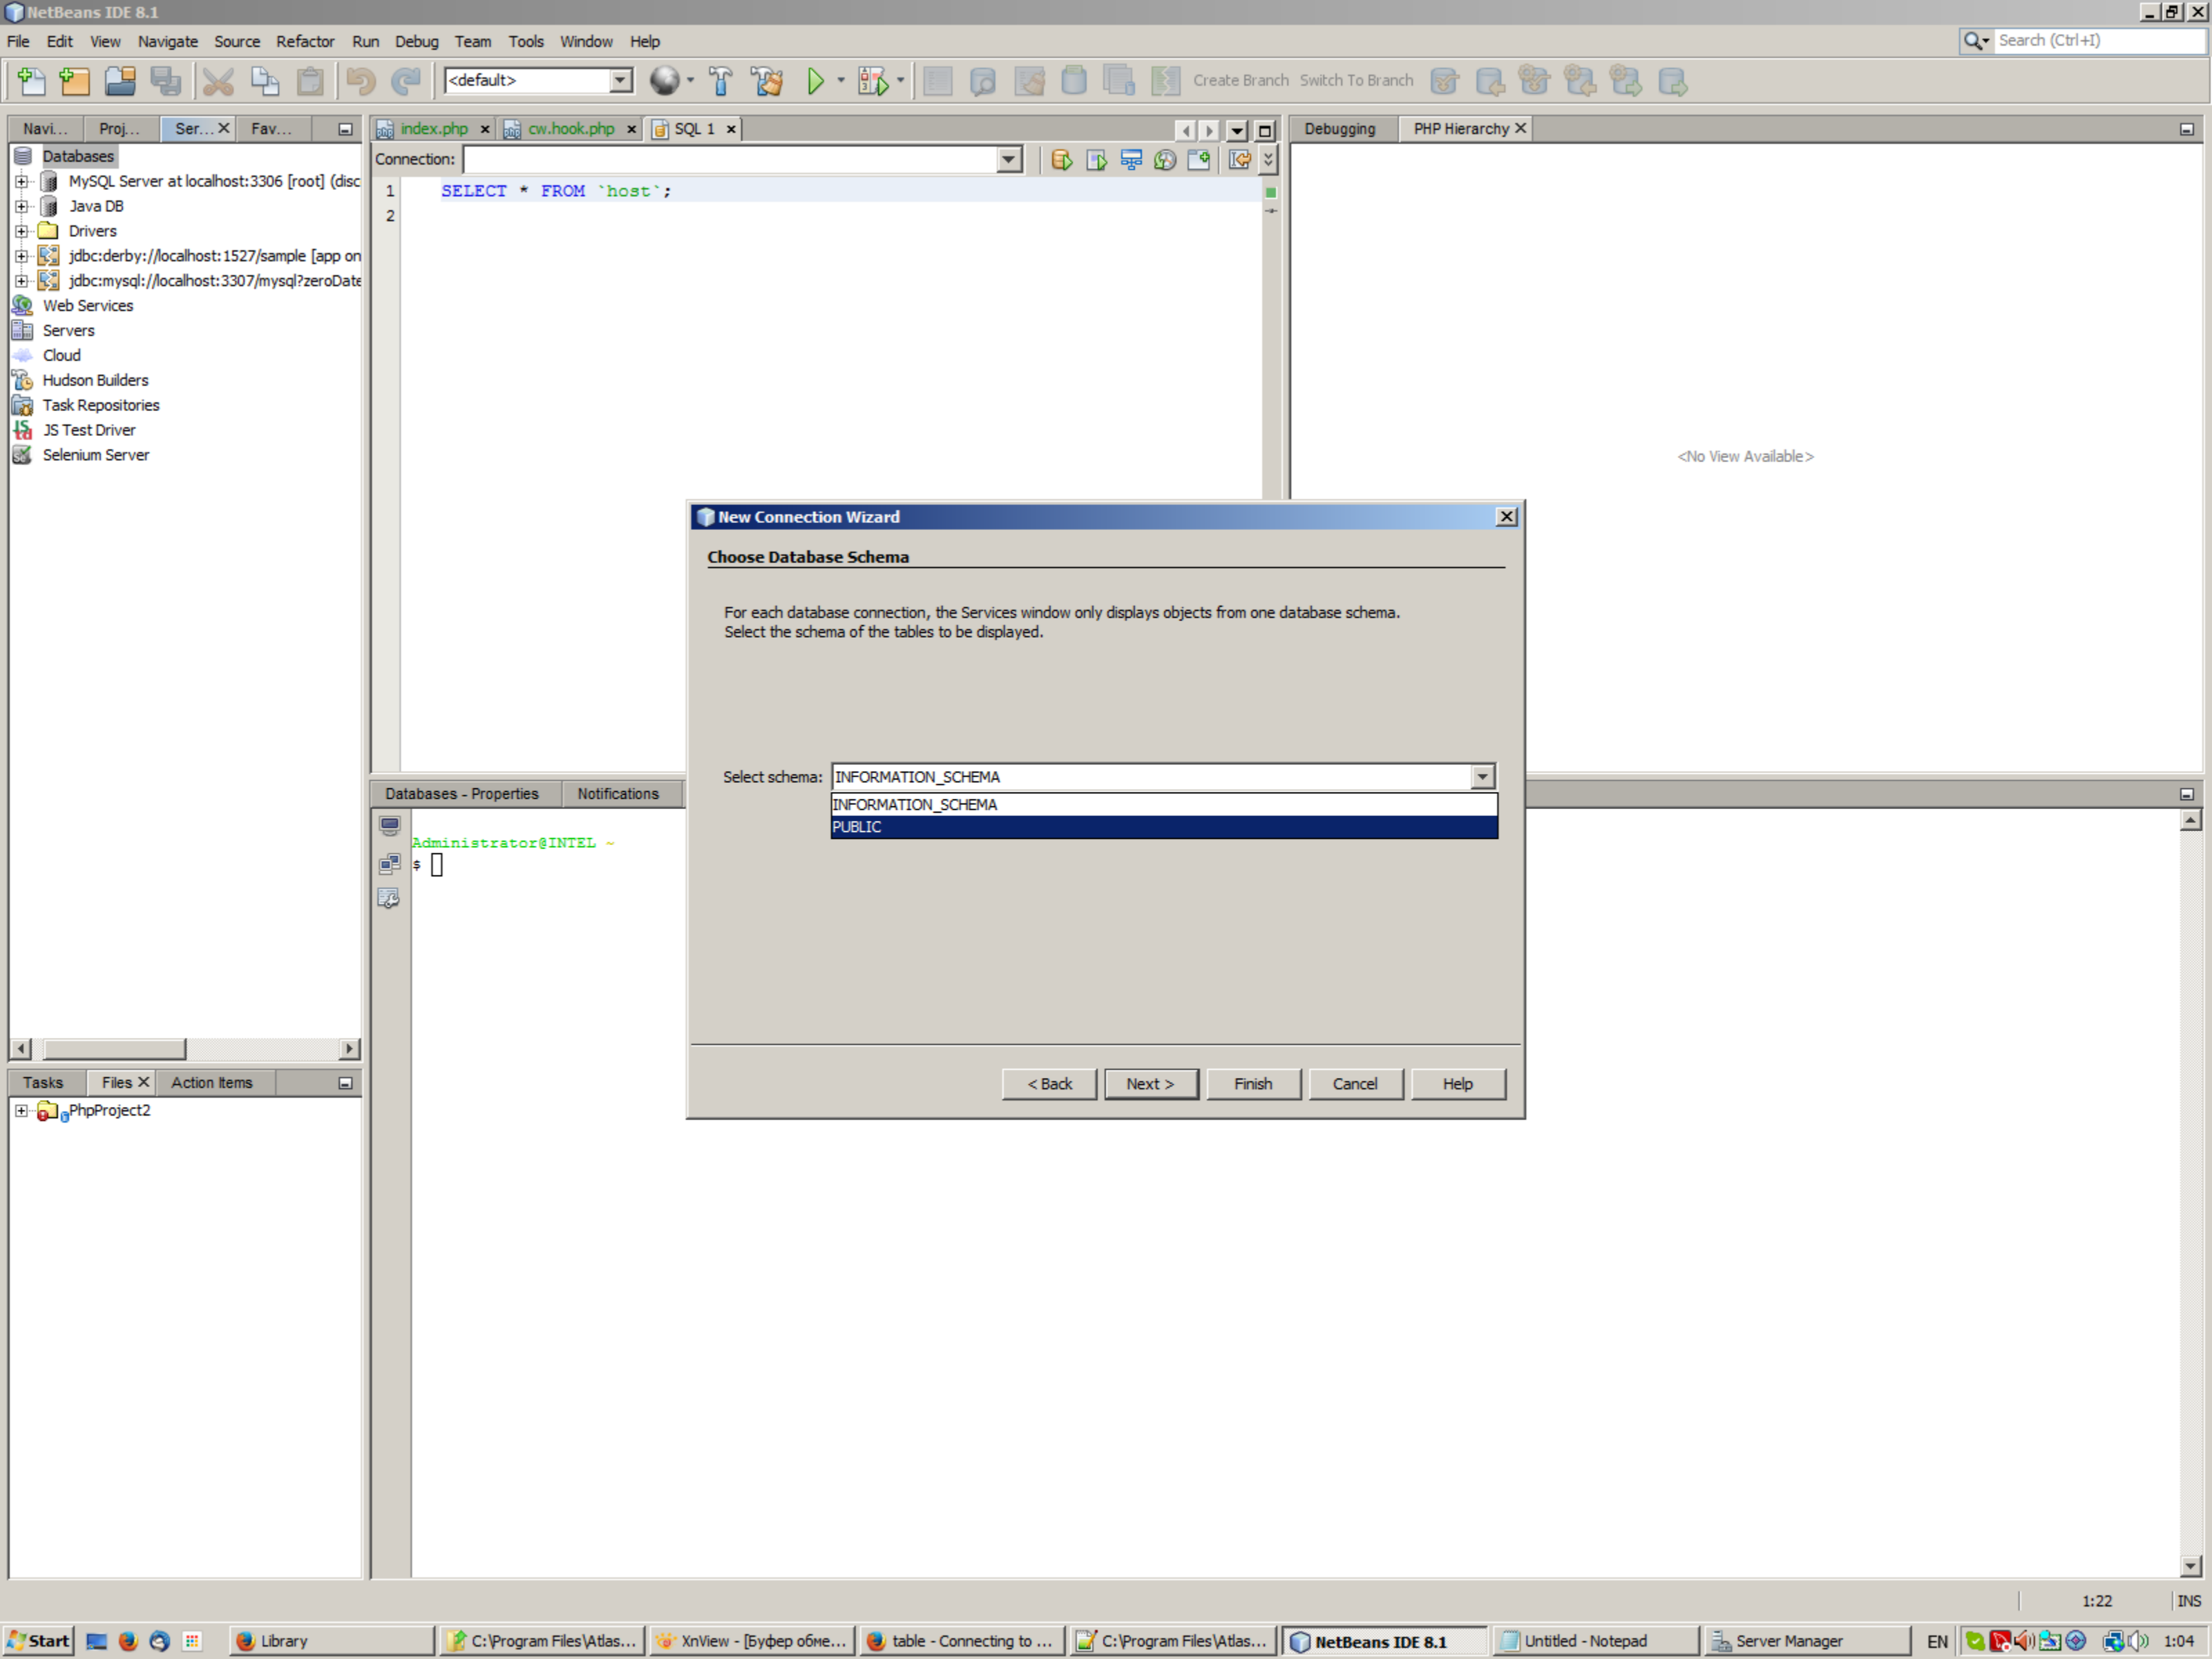 NetBeans IDE 8.1
File Edit View Navigate Source Refactor Run Debug Team Tools Window Help
Search (Ctrl+I)
<default>
Create Branch Switch To Branch
Navi... Proj... Ser... Fav...
Databases
MySQL Server at localhost:3306 [root] (disc
Java DB
Drivers
jdbc:derby://localhost:1527/sample [app on
jdbc:mysql://localhost:3307/mysql?zeroDate
Web Services
Servers
Cloud
Hudson Builders
Task Repositories
JS Test Driver
Selenium Server
index.php cw.hook.php SQL 1
Connection:
1 SELECT * FROM `host`;
2
Debugging PHP Hierarchy
<No View Available>
New Connection Wizard
Choose Database Schema
For each database connection, the Services window only displays objects from one database schema.
Select the schema of the tables to be displayed.
Select schema: INFORMATION_SCHEMA
INFORMATION_SCHEMA
PUBLIC
< Back Next > Finish Cancel Help
Databases - Properties Notifications
Administrator@INTEL ~
$
Tasks Files Action Items
PhpProject2
1:22 INS
Start Library C:\Program Files\Atlas... XnView - [Буфер обме... table - Connecting to ... C:\Program Files\Atlas... NetBeans IDE 8.1 Untitled - Notepad Server Manager EN 1:04